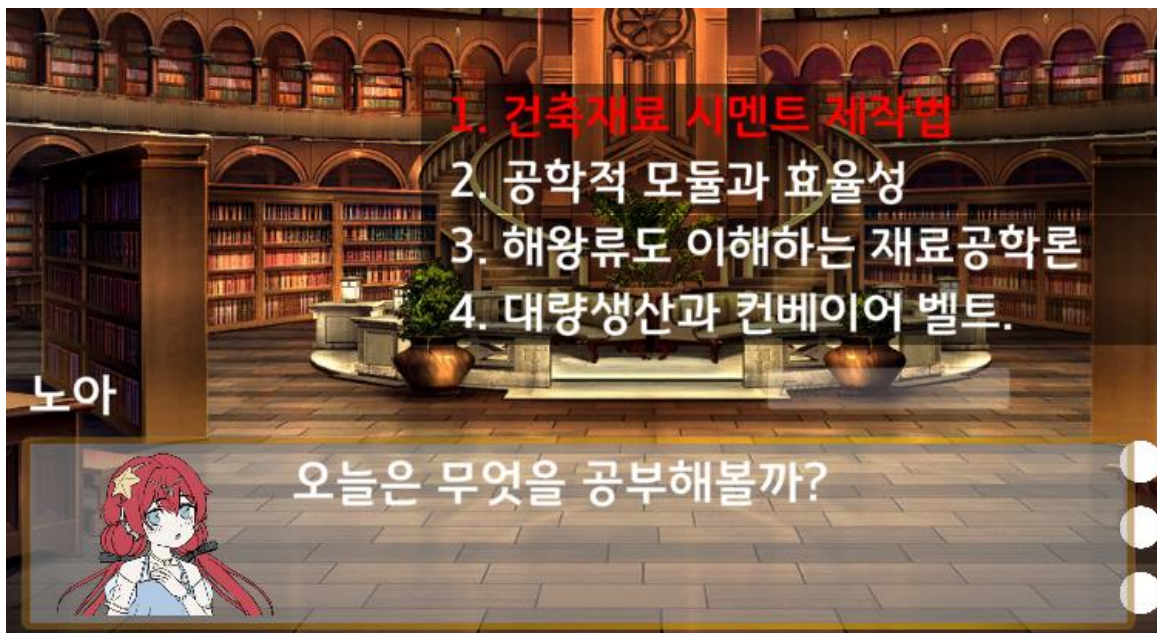 1. 건축재료 시멘트 제작법
2. 공학적 모듈과 효율성
3. 해왕류도 이해하는 재료공학론
4. 대량생산과 컨베이어 벨트.
노아
오늘은 무엇을 공부해볼까?